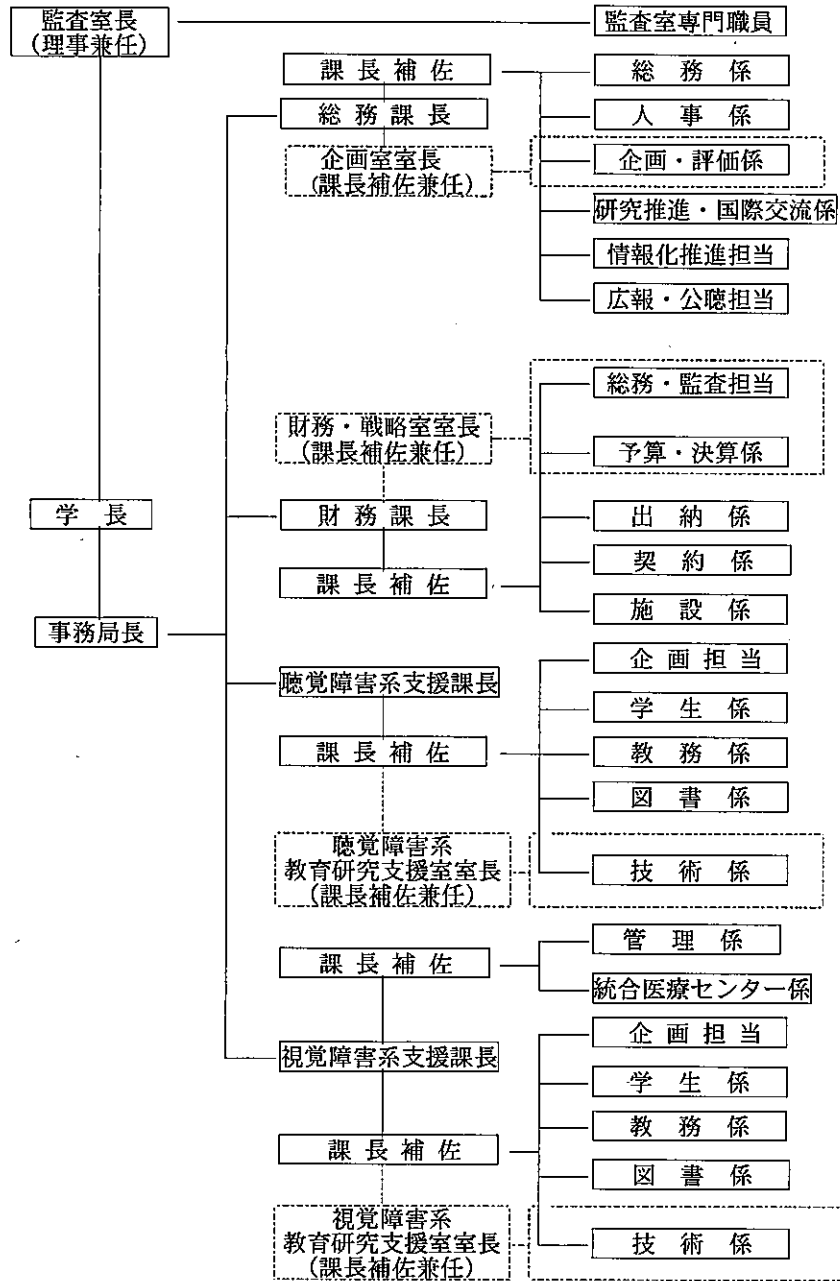 監査室長
(理事兼任)
監査室専門職員
課長補佐
総務係
総務課長
人事係
企画室室長
(課長補佐兼任)
企画・評価係
研究推進・国際交流係
情報化推進担当
広報・公聴担当
総務・監査担当
財務・戦略室室長
(課長補佐兼任)
予算・決算係
学長
財務課長
出納係
課長補佐
契約係
施設係
事務局長
企画担当
聴覚障害系支援課長
学生係
課長補佐
教務係
図書係
聴覚障害系
教育研究支援室室長
(課長補佐兼任)
技術係
管理係
課長補佐
統合医療センター係
企画担当
視覚障害系支援課長
学生係
教務係
課長補佐
図書係
視覚障害系
教育研究支援室室長
(課長補佐兼任)
技術係